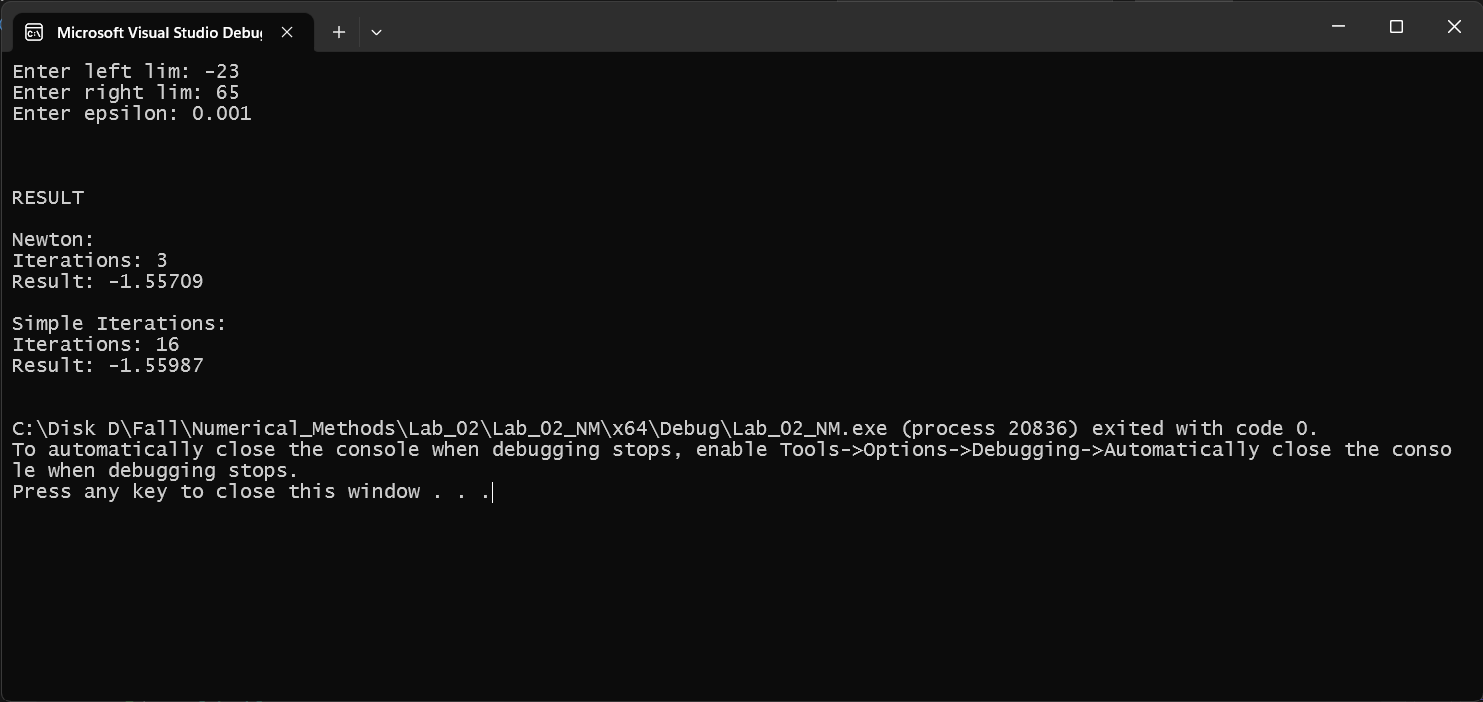 Microsoft Visual Studio Debu
Enter left lim: -23
Enter right lim: 65
Enter epsilon: 0.001
RESULT
Newton:
Iterations: 3
Result: -1.55709
Simple Iterations:
Iterations: 16
Result: -1.55987
C:\Disk D\Fall\Numerical_Methods\Lab_02\Lab_02_NM\x64\Debug\Lab_02_NM.exe (process 20836) exited with code 0.
To automatically close the console when debugging stops, enable Tools->Options->Debugging->Automatically close the conso
le when debugging stops.
Press any key to close this window . . .